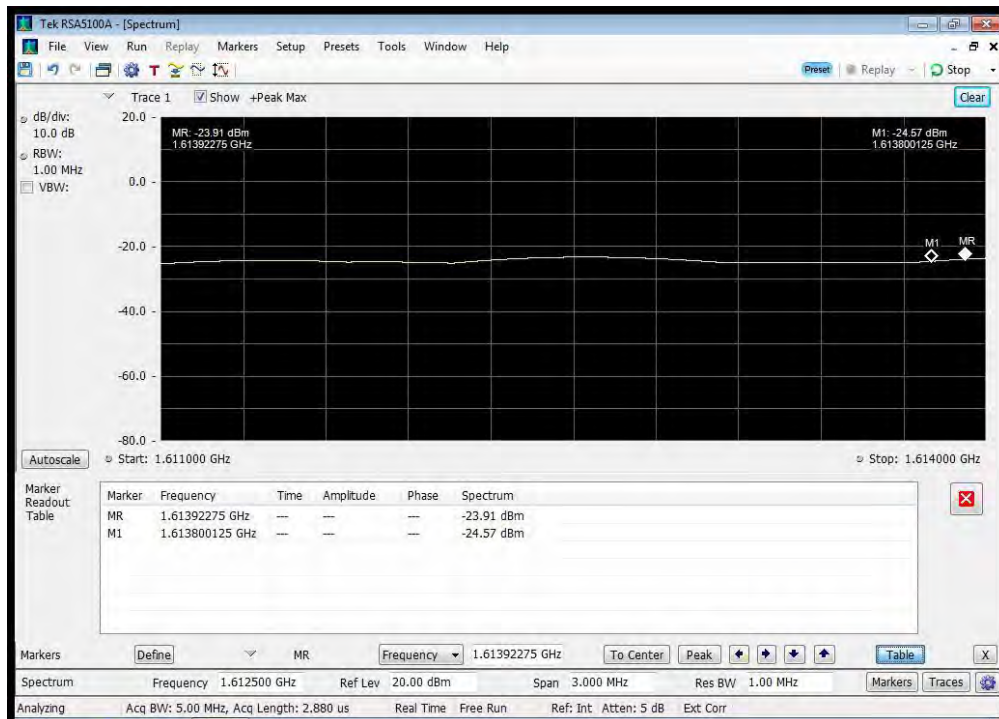 Tek RSA5100A - [Spectrum]
File View Run Replay Markers Setup Presets Tools Window Help
T
Preset Replay Stop
Trace 1 Show +Peak Max Clear
dB/div:
10.0 dB
RBW:
1.00 MHz
VBW:
20.0
0.0
-20.0
-40.0
-60.0
-80.0
MR: -23.91 dBm
1.61392275 GHz
M1: -24.57 dBm
1.613800125 GHz
M1 MR
Autoscale Start: 1.611000 GHz Stop: 1.614000 GHz
Marker
Readout
Table
Marker Frequency Time Amplitude Phase Spectrum
MR 1.61392275 GHz --- --- --- -23.91 dBm
M1 1.613800125 GHz --- --- --- -24.57 dBm
Markers Define MR Frequency 1.61392275 GHz To Center Peak Table X
Spectrum Frequency 1.612500 GHz Ref Lev 20.00 dBm Span 3.000 MHz Res BW 1.00 MHz Markers Traces
Analyzing Acq BW: 5.00 MHz, Acq Length: 2.880 us Real Time Free Run Ref: Int Atten: 5 dB Ext Corr